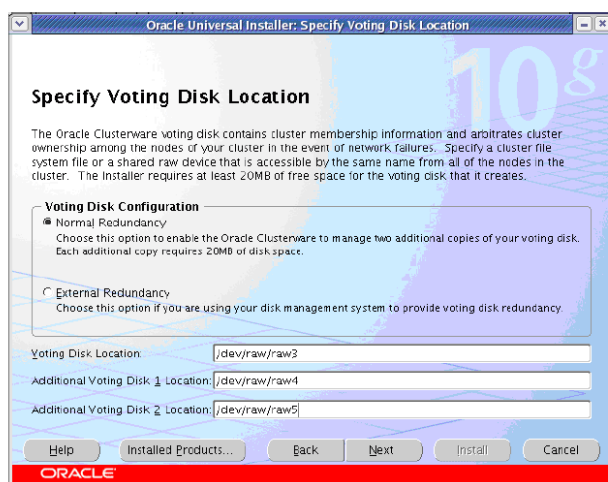 Oracle Universal Installer: Specify Voting Disk Location
10g
Specify Voting Disk Location
The Oracle Clusterware voting disk contains cluster membership information and arbitrates cluster
ownership among the nodes of your cluster in the event of network failures. Specify a cluster file
system file or a shared raw device that is accessible by the same name from all of the nodes in the
cluster. The Installer requires at least 20MB of free space for the voting disk that it creates.
Voting Disk Configuration
Normal Redundancy
Choose this option to enable the Oracle Clusterware to manage two additional copies of your voting disk.
Each additional copy requires 20MB of disk space.
External Redundancy
Choose this option if you are using your disk management system to provide voting disk redundancy.
Voting Disk Location: /dev/raw/raw3
Additional Voting Disk 1 Location: /dev/raw/raw4
Additional Voting Disk 2 Location: /dev/raw/raw5
Help Installed Products... Back Next Install Cancel
ORACLE